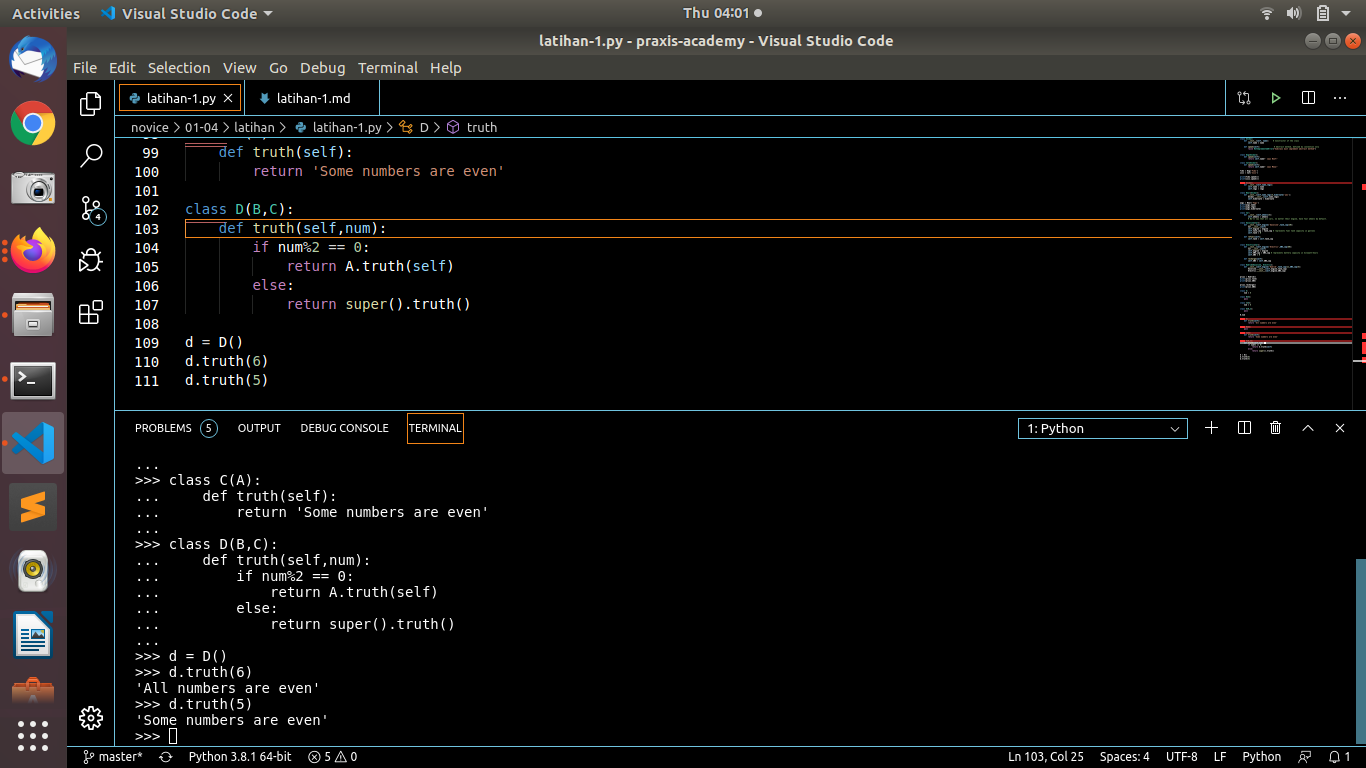 Activities Visual Studio Code Thu 04:01
latihan-1.py - praxis-academy - Visual Studio Code
File Edit Selection View Go Debug Terminal Help
latihan-1.py latihan-1.md
novice > 01-04 > latihan > latihan-1.py > D > truth
99     def truth(self):
100         return 'Some numbers are even'
101
102 class D(B,C):
103     def truth(self,num):
104         if num%2 == 0:
105             return A.truth(self)
106         else:
107             return super().truth()
108
109 d = D()
110 d.truth(6)
111 d.truth(5)
4
PROBLEMS 5 OUTPUT DEBUG CONSOLE TERMINAL 1: Python
...
>>> class C(A):
...     def truth(self):
...         return 'Some numbers are even'
...
>>> class D(B,C):
...     def truth(self,num):
...         if num%2 == 0:
...             return A.truth(self)
...         else:
...             return super().truth()
...
>>> d = D()
>>> d.truth(6)
'All numbers are even'
>>> d.truth(5)
'Some numbers are even'
>>>
master* Python 3.8.1 64-bit 5 0 Ln 103, Col 25 Spaces: 4 UTF-8 LF Python 1